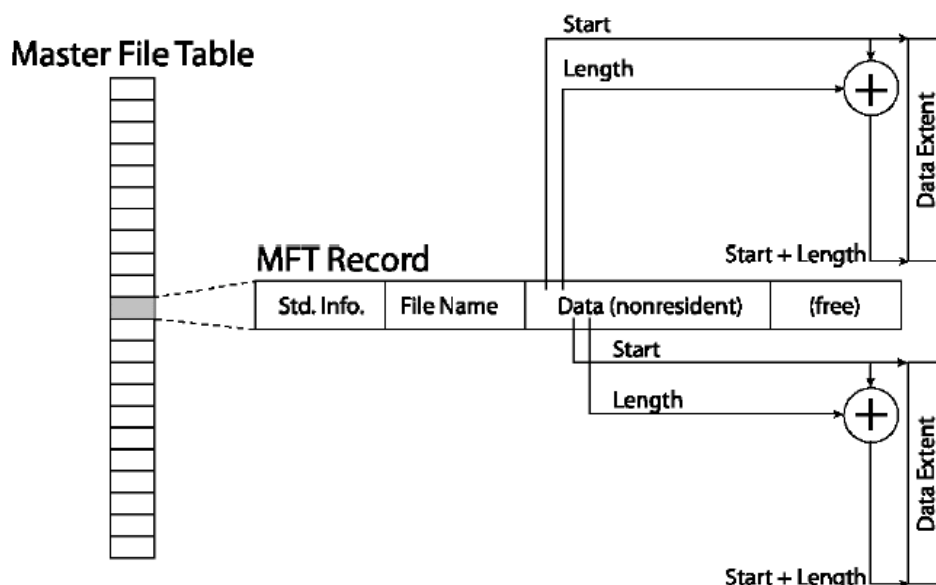 Master File Table
Start
Length
+
Data Extent
Start + Length
MFT Record
Std. Info.
File Name
Data (nonresident)
(free)
Start
Length
+
Data Extent
Start + Length